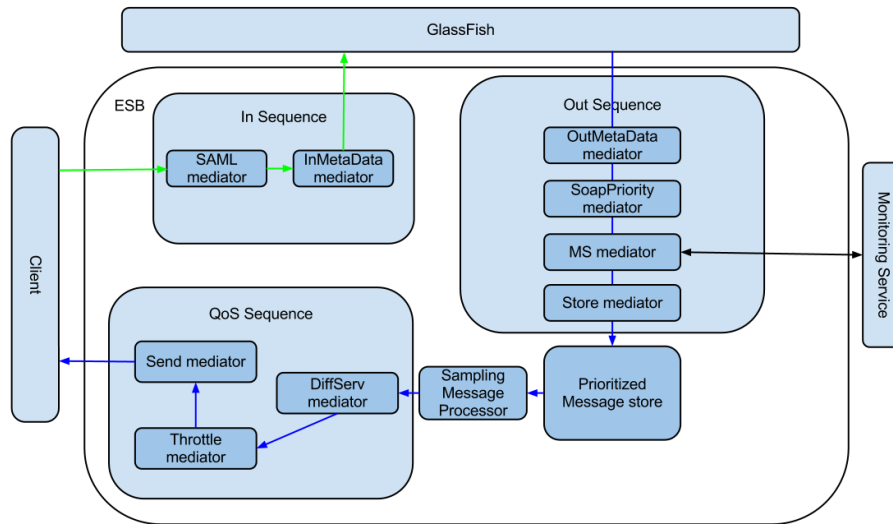 GlassFish
ESB
In Sequence
SAML
mediator
InMetaData
mediator
Out Sequence
OutMetaData
mediator
SoapPriority
mediator
MS mediator
Store mediator
Monitoring Service
Client
QoS Sequence
Send mediator
DiffServ
mediator
Throttle
mediator
Sampling
Message
Processor
Prioritized
Message store